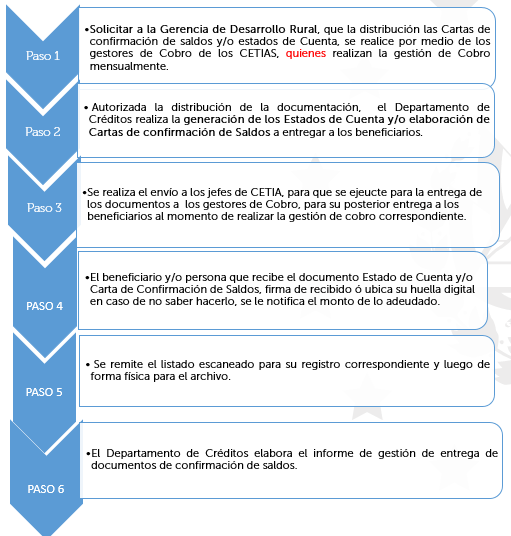 Paso 1
•Solicitar a la Gerencia de Desarrollo Rural, que la distribución las Cartas de
confirmación de saldos y/o estados de Cuenta, se realice por medio de los
gestores de Cobro de los CETIAS, quienes realizan la gestión de Cobro
mensualmente.
Paso 2
• Autorizada la distribución de la documentación, el Departamento de
Créditos realiza la generación de los Estados de Cuenta y/o elaboración de
Cartas de confirmación de Saldos a entregar a los beneficiarios.
Paso 3
•Se realiza el envío a los jefes de CETIA, para que se ejeucte para la entrega de
los documentos a los gestores de Cobro, para su posterior entrega a los
beneficiarios al momento de realizar la gestión de cobro correspondiente.
PASO 4
•El beneficiario y/o persona que recibe el documento Estado de Cuenta y/o
Carta de Confirmación de Saldos, firma de recibido ó ubica su huella digital
en caso de no saber hacerlo, se le notifica el monto de lo adeudado.
PASO 5
• Se remite el listado escaneado para su registro correspondiente y luego de
forma física para el archivo.
PASO 6
•El Departamento de Créditos elabora el informe de gestión de entrega de
documentos de confirmación de saldos.